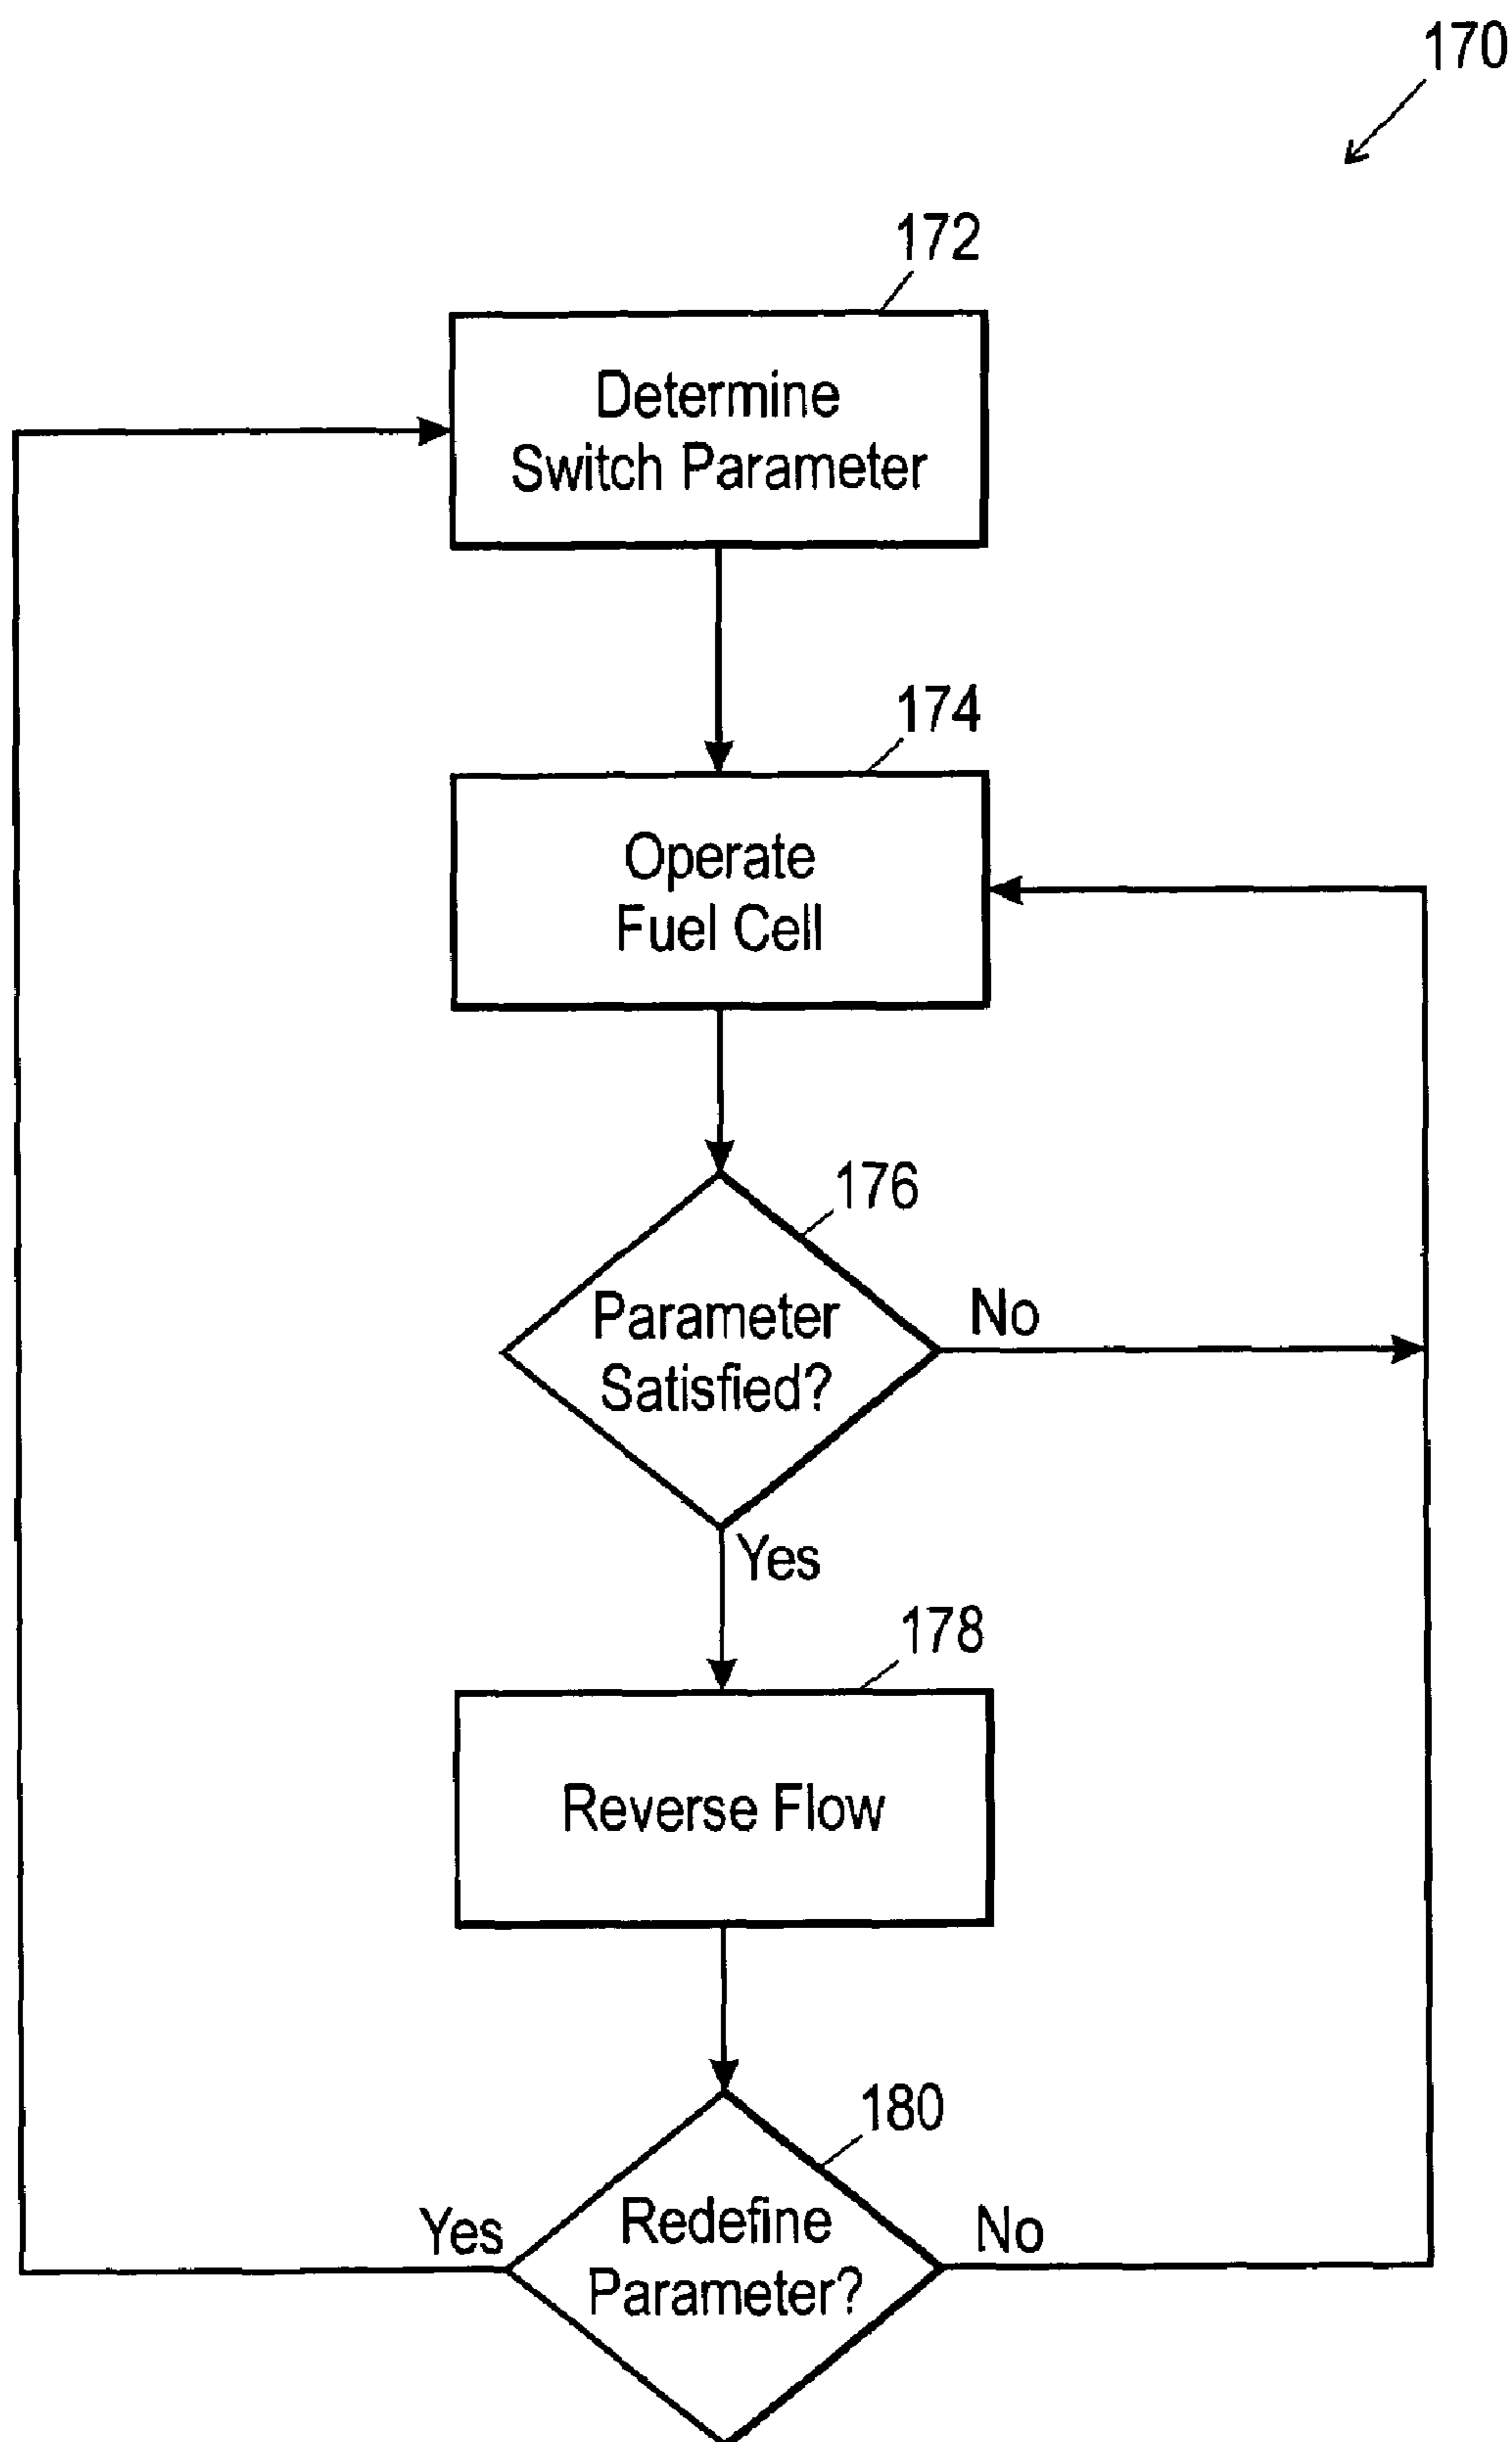 170
172
Determine
Switch Parameter
174
Operate
Fuel Cell
176
Parameter
Satisfied?
No
Yes
178
Reverse Flow
180
Yes
Redefine
Parameter?
No